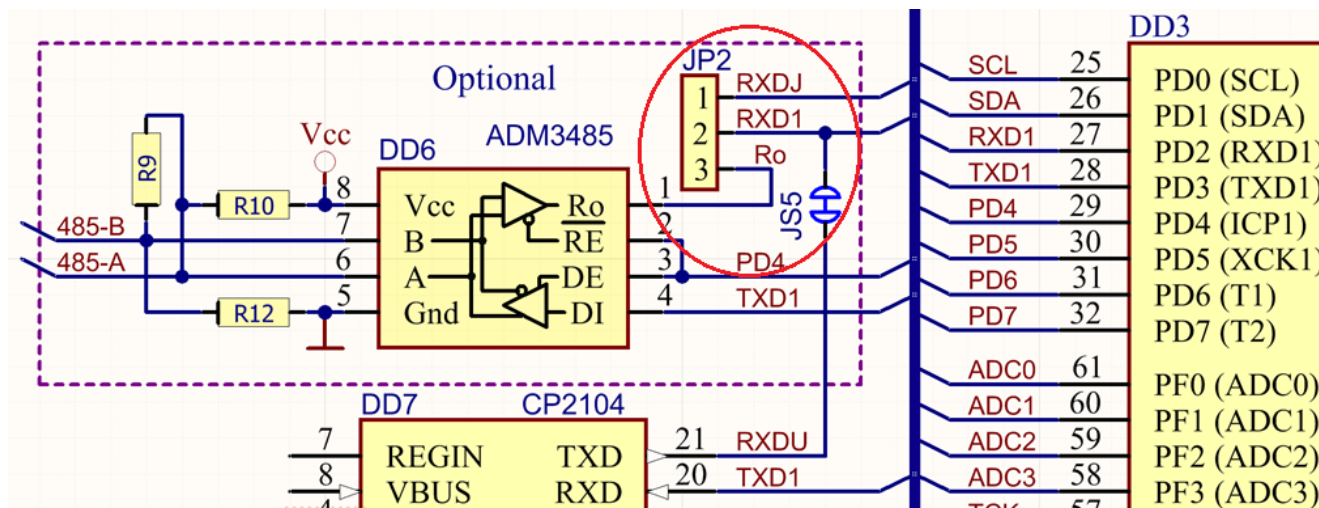 DD3
JP2
Optional
RXDJ
SCL 25 PD0 (SCL)
1
SDA 26 PD1 (SDA)
Vcc
ADM3485
2 RXD1
RXD1 27 PD2 (RXD1)
DD6
3 Ro
R9
TXD1 28 PD3 (TXD1)
R10 8 Vcc Ro 1
JS5
PD4 29 PD4 (ICP1)
485-B 7 B RE 2
PD5 30 PD5 (XCK1)
485-A 6 A DE 3 PD4
PD6 31 PD6 (T1)
R12 5 Gnd DI 4 TXD1
PD7 32 PD7 (T2)
ADC0 61 PF0 (ADC0)
DD7 CP2104
ADC1 60 PF1 (ADC1)
7 REGIN TXD 21 RXDU
ADC2 59 PF2 (ADC2)
8 VBUS RXD 20 TXD1
ADC3 58 PF3 (ADC3)